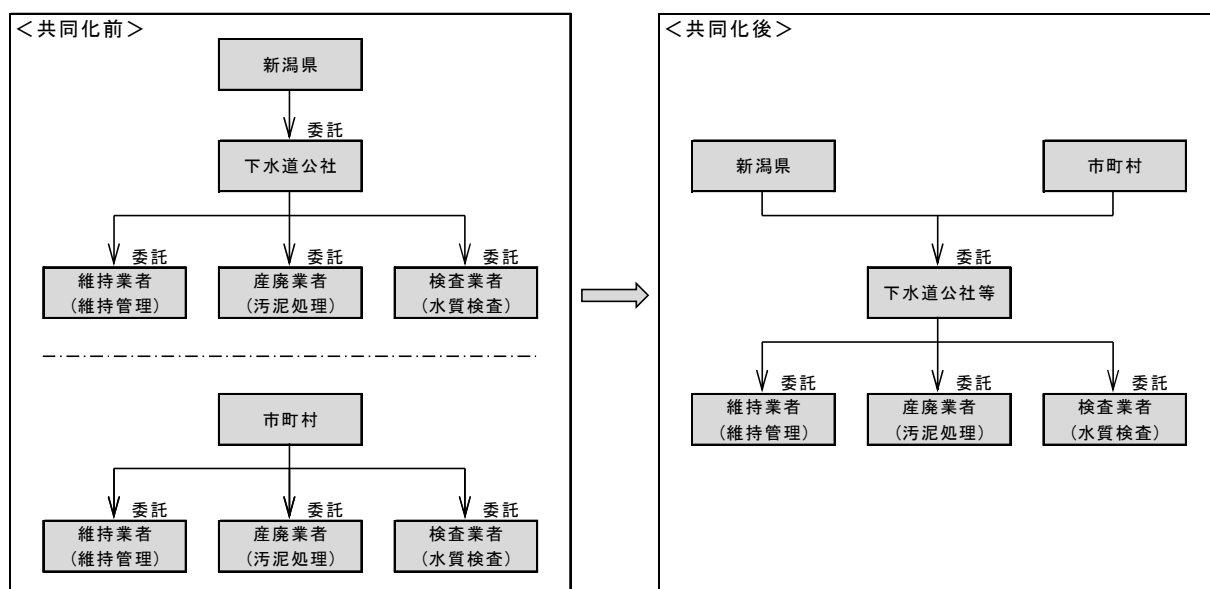 <共同化前>
新潟県
委託
下水道公社
委託 委託 委託
維持業者 産廃業者 検査業者
(維持管理) (汚泥処理) (水質検査)
市町村
委託 委託 委託
維持業者 産廃業者 検査業者
(維持管理) (汚泥処理) (水質検査)
<共同化後>
新潟県 市町村
委託
下水道公社等
委託 委託 委託
維持業者 産廃業者 検査業者
(維持管理) (汚泥処理) (水質検査)